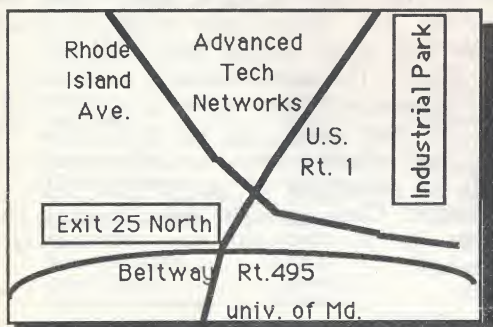 Rhode
Island
Ave.
Advanced
Tech
Networks
U.S.
Rt. 1
Industrial Park
Exit 25 North
Beltway Rt.495
univ. of Md.